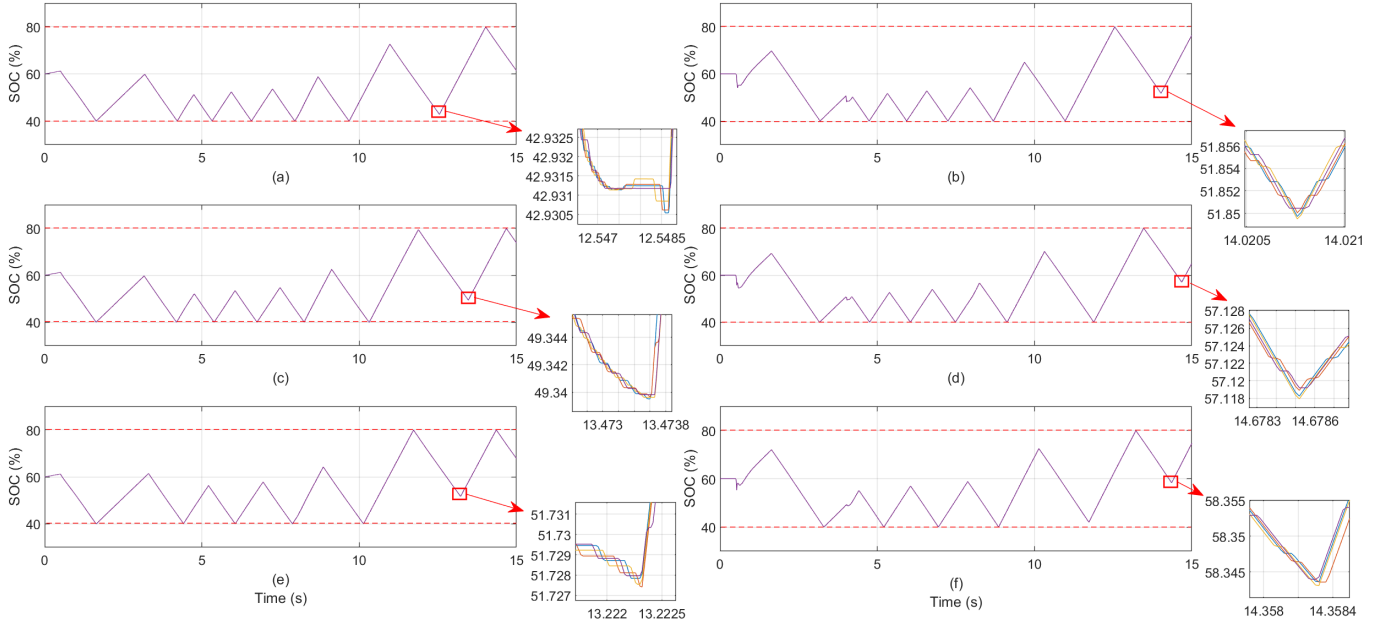 80
60
40
SOC (%)
0 5 10 15
(a)
42.9325
42.932
42.9315
42.931
42.9305
12.547 12.5485
80
60
40
SOC (%)
0 5 10 15
(b)
51.856
51.854
51.852
51.85
14.0205 14.021
80
60
40
SOC (%)
0 5 10 15
(c)
49.344
49.342
49.34
13.473 13.4738
80
60
40
SOC (%)
0 5 10 15
(d)
57.128
57.126
57.124
57.122
57.12
57.118
14.6783 14.6786
80
60
40
SOC (%)
0 5 10 15
(e)
Time (s)
51.731
51.73
51.729
51.728
51.727
13.222 13.2225
80
60
40
SOC (%)
0 5 10 15
(f)
Time (s)
58.355
58.35
58.345
14.358 14.3584